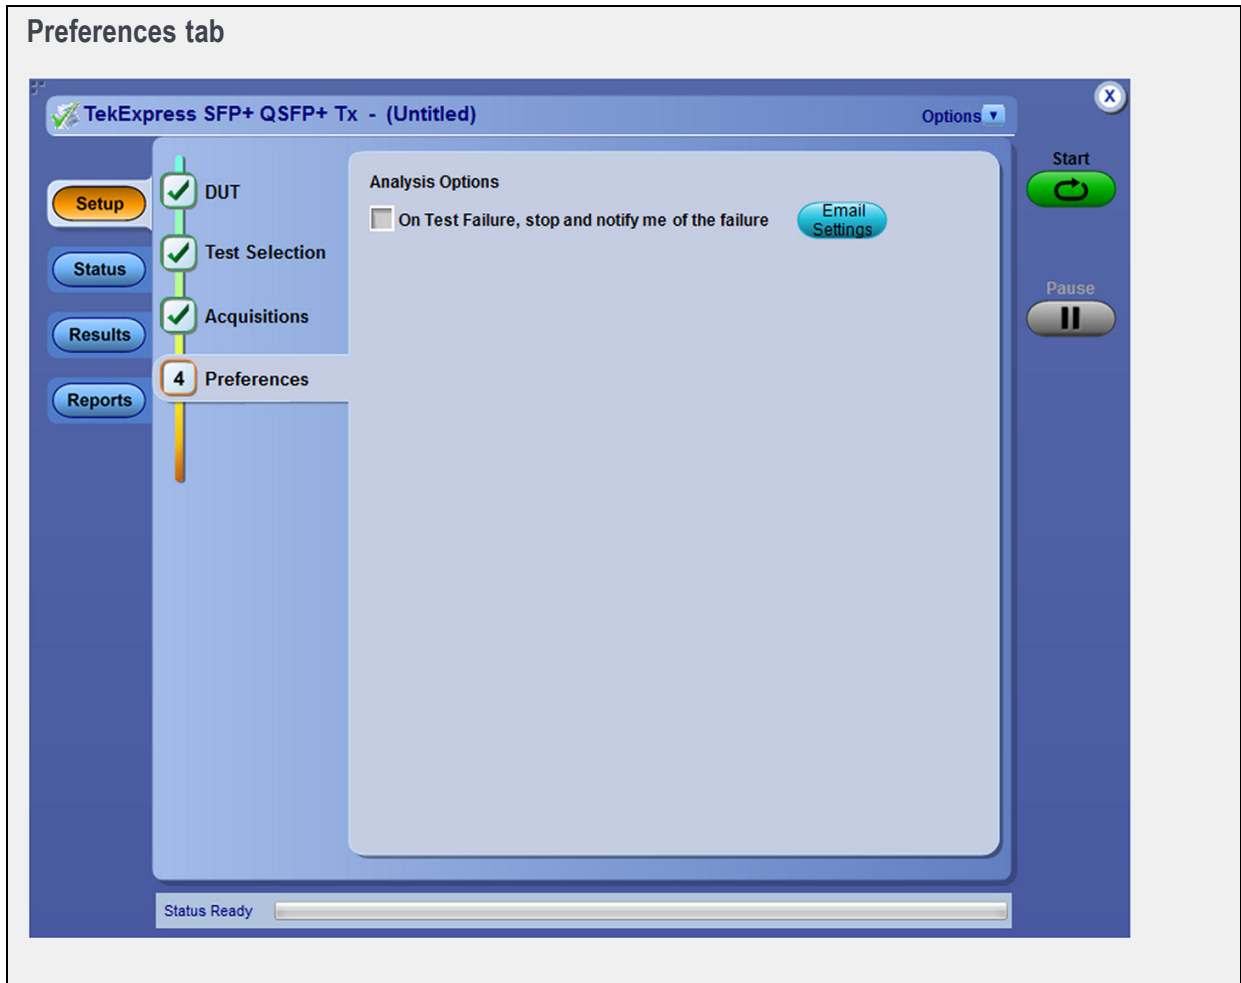 Preferences tab
TekExpress SFP+ QSFP+ Tx - (Untitled)
Options
X
Setup
Status
Results
Reports
DUT
Test Selection
Acquisitions
4 Preferences
Analysis Options
On Test Failure, stop and notify me of the failure
Email
Settings
Start
Pause
Status Ready